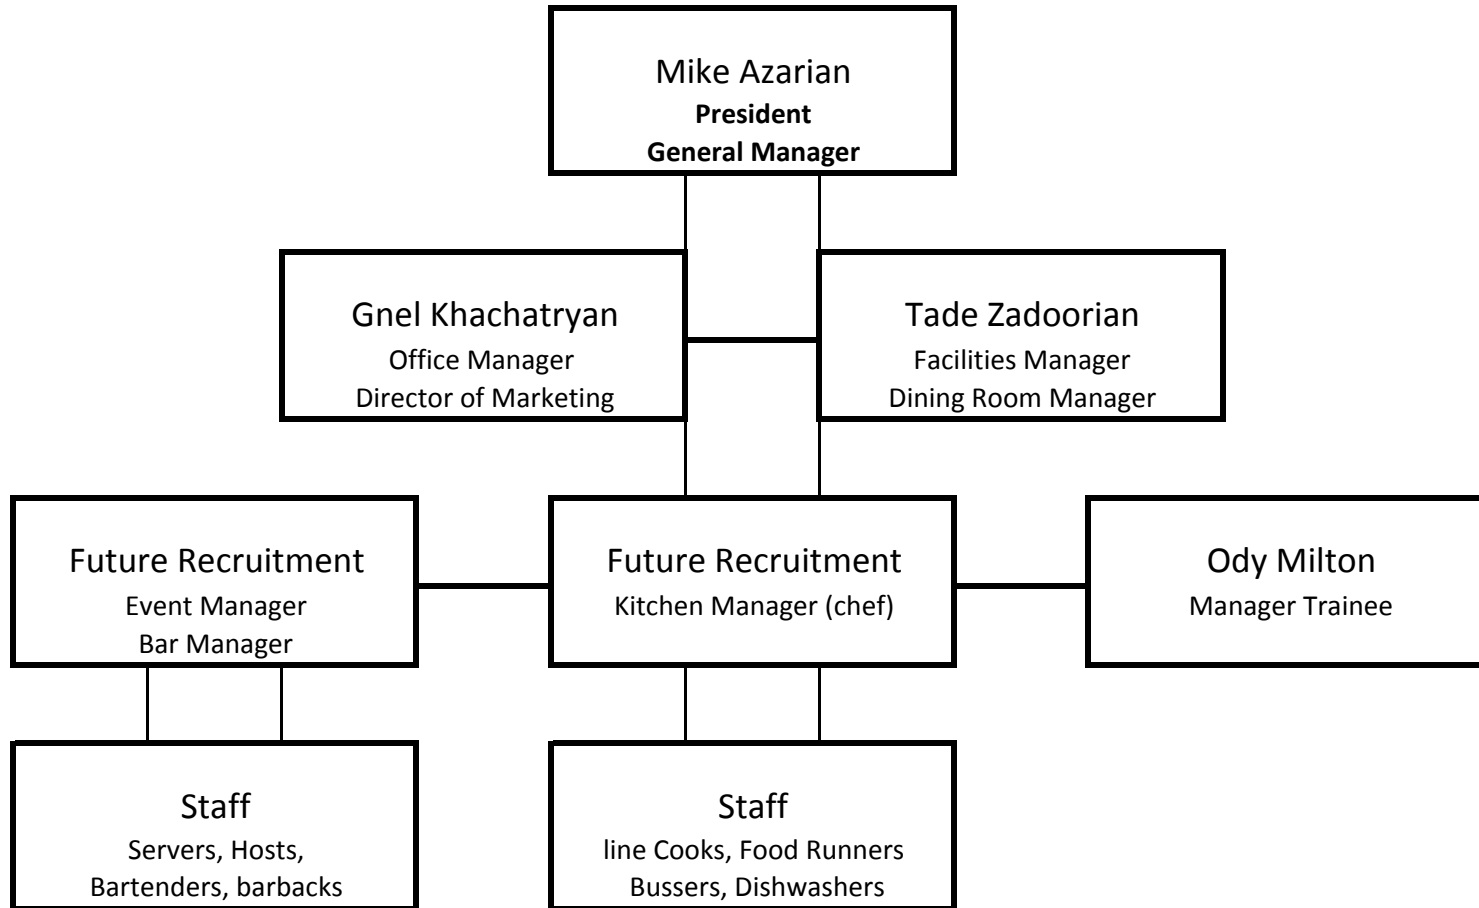 Mike Azarian
President
General Manager
Gnel Khachatryan
Office Manager
Director of Marketing
Tade Zadoorian
Facilities Manager
Dining Room Manager
Future Recruitment
Event Manager
Bar Manager
Future Recruitment
Kitchen Manager (chef)
Ody Milton
Manager Trainee
Staff
Servers, Hosts,
Bartenders, barbacks
Staff
line Cooks, Food Runners
Bussers, Dishwashers